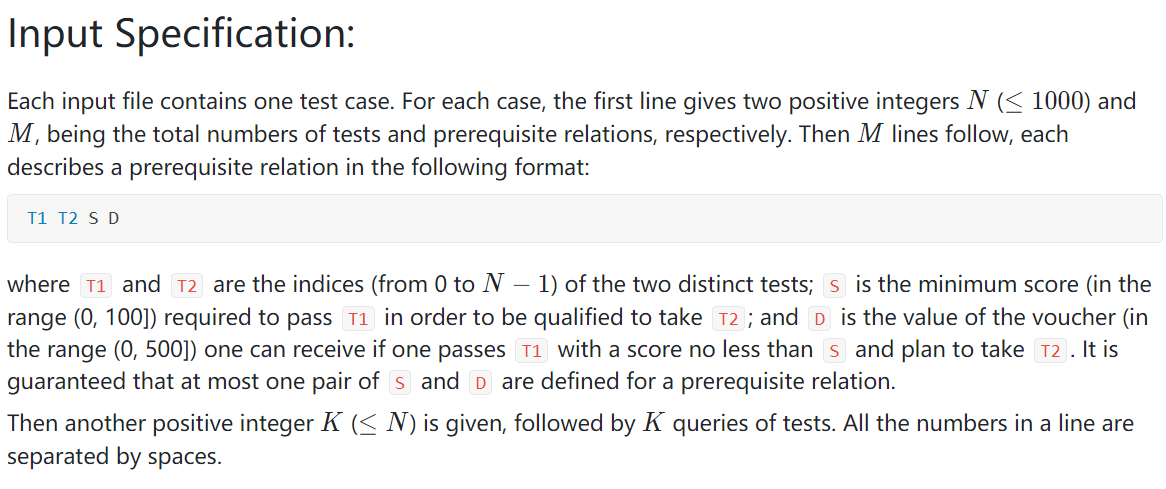 Input Specification:
Each input file contains one test case. For each case, the first line gives two positive integers N (≤ 1000) and
M, being the total numbers of tests and prerequisite relations, respectively. Then M lines follow, each
describes a prerequisite relation in the following format:
T1 T2 S D
where T1 and T2 are the indices (from 0 to N − 1) of the two distinct tests; S is the minimum score (in the
range (0, 100]) required to pass T1 in order to be qualified to take T2; and D is the value of the voucher (in
the range (0, 500]) one can receive if one passes T1 with a score no less than S and plan to take T2. It is
guaranteed that at most one pair of S and D are defined for a prerequisite relation.
Then another positive integer K (≤ N) is given, followed by K queries of tests. All the numbers in a line are
separated by spaces.